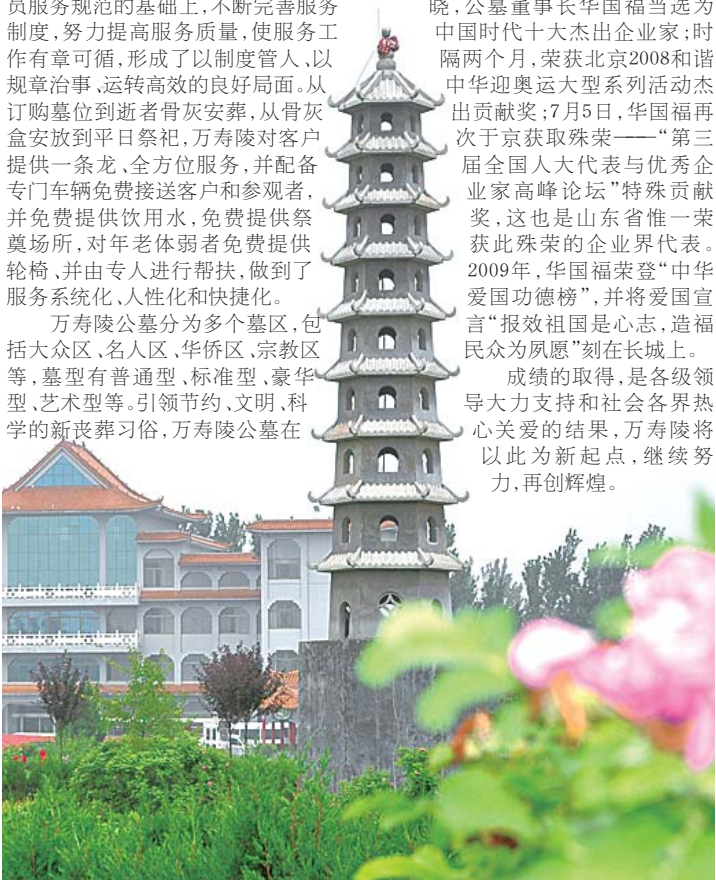 员服务规范的基础上,不断完善服务
制度,努力提高服务质量,使服务工
作有章可循,形成了以制度管人、以
规章治事、运转高效的良好局面。从
订购墓位到逝者骨灰安葬,从骨灰
盒安放到平日祭祀,万寿陵对客户
提供一条龙、全方位服务,并配备
专门车辆免费接送客户和参观者,
并免费提供饮用水,免费提供祭
奠场所,对年老体弱者免费提供
轮椅、并由专人进行帮扶,做到了
服务系统化、人性化和快捷化。
万寿陵公墓分为多个墓区,包
括大众区、名人区、华侨区、宗教区
等,墓型有普通型、标准型、豪华
型、艺术型等。引领节约、文明、科
学的新丧葬习俗,万寿陵公墓在
晓,公墓董事长华国福当选为
中国时代十大杰出企业家;时
隔两个月,荣获北京2008和谐
中华迎奥运大型系列活动杰
出贡献奖;7月5日,华国福再
次于京获取殊荣——“第三
届全国人大代表与优秀企
业家高峰论坛”特殊贡献
奖,这也是山东省惟一荣
获此殊荣的企业界代表。
2009年,华国福荣登“中华
爱国功德榜”,并将爱国宣
言“报效祖国是心志,造福
民众为夙愿”刻在长城上。
成绩的取得,是各级领
导大力支持和社会各界热
心关爱的结果,万寿陵将
以此为新起点,继续努
力,再创辉煌。